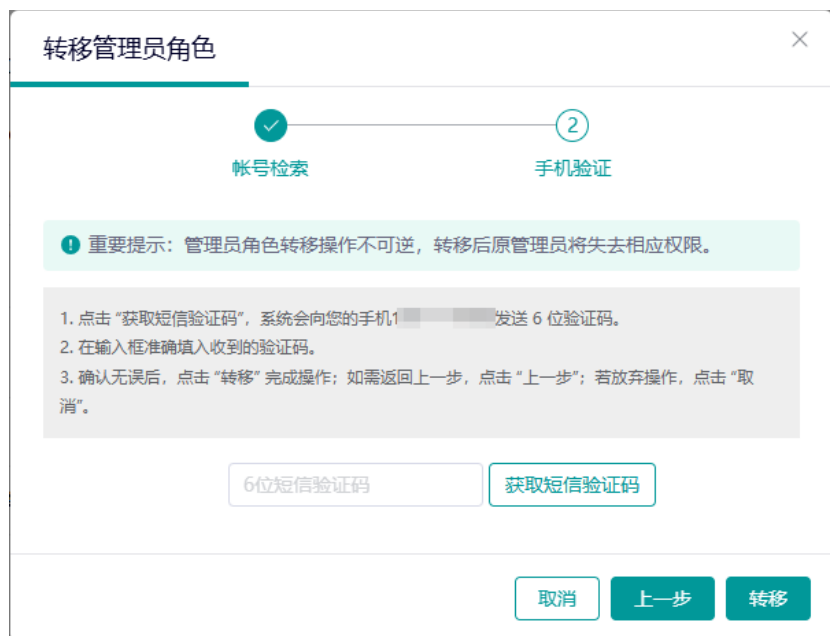 转移管理员角色
2
帐号检索
手机验证
重要提示：管理员角色转移操作不可逆，转移后原管理员将失去相应权限。
1. 点击 “获取短信验证码”，系统会向您的手机1发送 6 位验证码。
2. 在输入框准确填入收到的验证码。
3. 确认无误后，点击 “转移” 完成操作；如需返回上一步，点击 “上一步”；若放弃操作，点击 “取
消”。
6位短信验证码
获取短信验证码
取消
上一步
转移